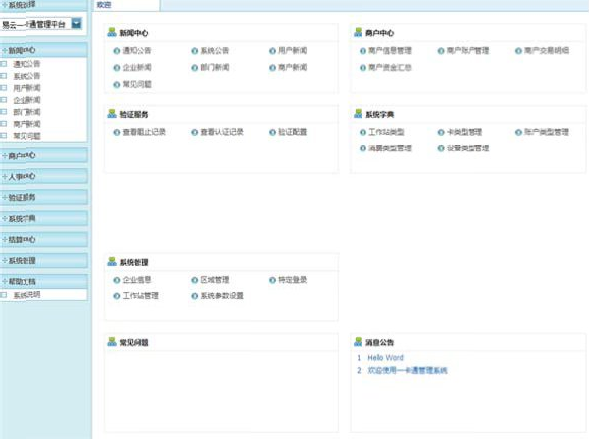 系统管理
欢迎
易云一卡通管理平台
新闻中心
通知公告
系统公告
用户新闻
企业新闻
部门新闻
商户新闻
常见问题
商户中心
人事中心
验证服务
系统字典
结算中心
系统管理
帮助文档
系统说明
新闻中心
通知公告 系统公告 用户新闻
企业新闻 部门新闻 商户新闻
常见问题
商户中心
商户信息管理 商户账户管理 商户交易明细
商户资金汇总
验证服务
查看阻止记录 查看认证记录 验证配置
系统字典
工作站类型 卡类型管理 账户类型管理
消费类型管理 设备类型管理
系统管理
企业信息 区域管理 特定登录
工作站管理 系统参数设置
常见问题
消息公告
1 Hello Word
2 欢迎使用一卡通管理系统